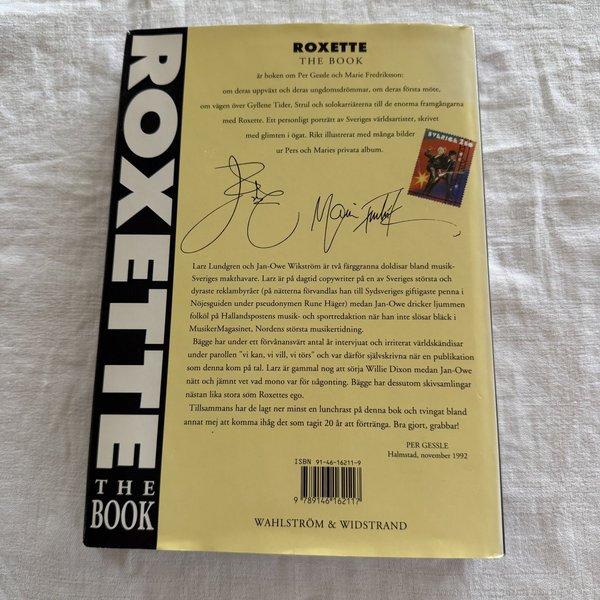 ROXETTE
THE
BOOK
ROXETTE
THE BOOK
är boken om Per Gessle och Marie Fredriksson:
om deras uppväxt och deras ungdomsdrömmar, om deras första möte,
om vägen över Gyllene Tider, Strul och solokarriärerna till de enorma framgångarna
med Roxette. Ett personligt porträtt av Sveriges världsartister, skrivet
med glimten i ögat. Rikt illustrerat med många bilder
ur Pers och Maries privata album.
SVERIGE
Larz Lundgren och Jan-Owe Wikström är två färggranna doldisar bland musik-
Sveriges makthavare. Larz är på dagtid copywriter på en av Sveriges största och
dyraste reklambyråer (på nätterna förvandlas han till Sydsveriges giftigaste penna i
Nöjesguiden under pseudonymen Rune Häger) medan Jan-Owe dricker ljummen
folköl på Hallandspostens musik- och sportredaktion när han inte slösar bläck i
MusikerMagasinet, Nordens största musikertidning.
Bägge har under ett förvånansvärt antal år intervjuat och irriterat världskändisar
under parollen "vi kan, vi vill, vi törs" och var därför självskrivna när en publikation
som denna kom på tal. Larz är gammal nog att sörja Willie Dixon medan Jan-Owe
nätt och jämnt vet vad mono var för någonting. Bägge har dessutom skivsamlingar
nästan lika stora som Roxettes ego.
Tillsammans har de lagt ner minst en lunchrast på denna bok och tvingat bland
annat mej att komma ihåg det som tagit 20 år att förtränga. Bra gjort, grabbar!
PER GESSLE
Halmstad, november 1992
ISBN 91-46-16211-9
9 789146 162117
WAHLSTRÖM & WIDSTRAND